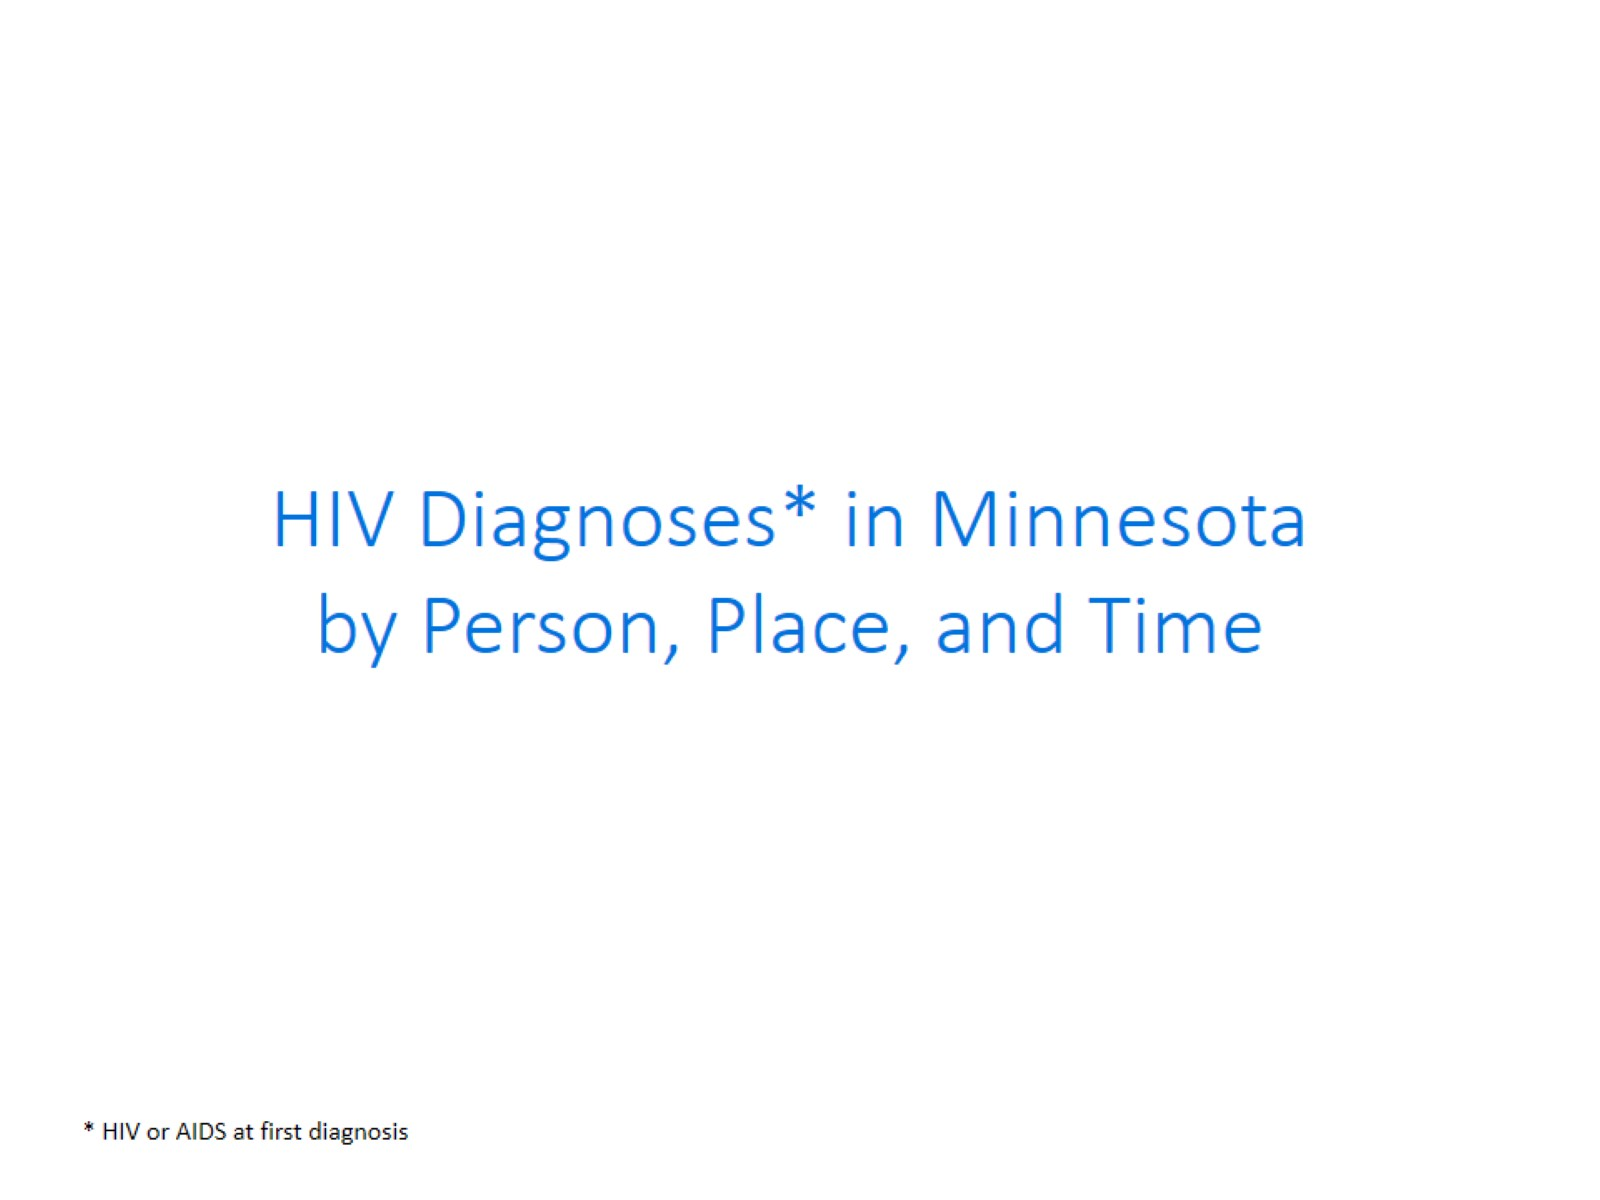 HIV Diagnoses* in Minnesota
by Person, Place, and Time
* HIV or AIDS at first diagnosis